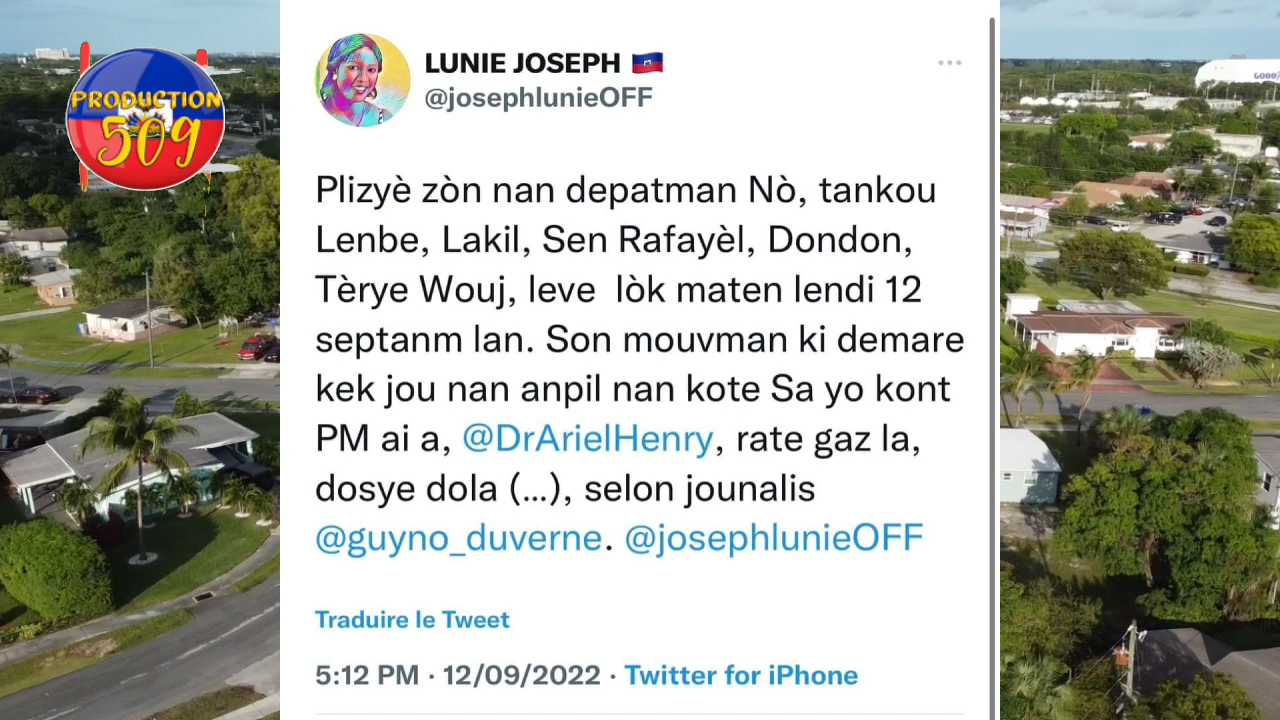 PRODUCTION
509
LUNIE JOSEPH
@josephlunieOFF
Plizyè zòn nan depatman Nò, tankou
Lenbe, Lakil, Sen Rafayèl, Dondon,
Tèrye Wouj, leve  lòk maten lendi 12
septanm lan. Son mouvman ki demare
kek jou nan anpil nan kote Sa yo kont
PM ai a, @DrArielHenry, rate gaz la,
dosye dola (...), selon jounalis
@guyno_duverne. @josephlunieOFF
Traduire le Tweet
5:12 PM · 12/09/2022 · Twitter for iPhone
GOOD